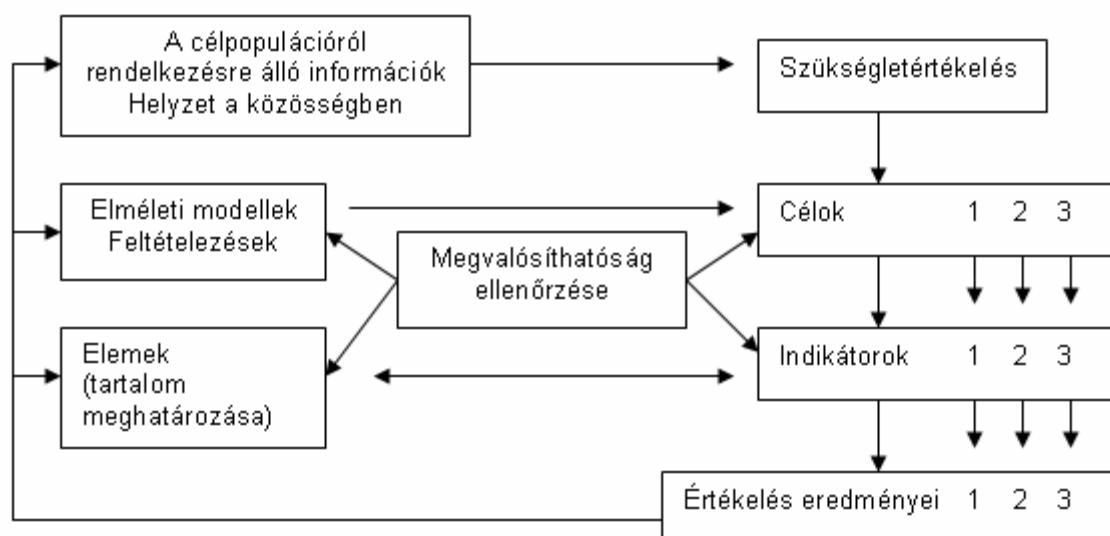 A célpopulációról
rendelkezésre álló információk
Helyzet a közösségben
Szükségletértékelés
Elméleti modellek
Feltételezések
Megvalósíthatóság
ellenőrzése
Célok 1 2 3
Elemek
(tartalom
meghatározása)
Indikátorok 1 2 3
Értékelés eredményei 1 2 3